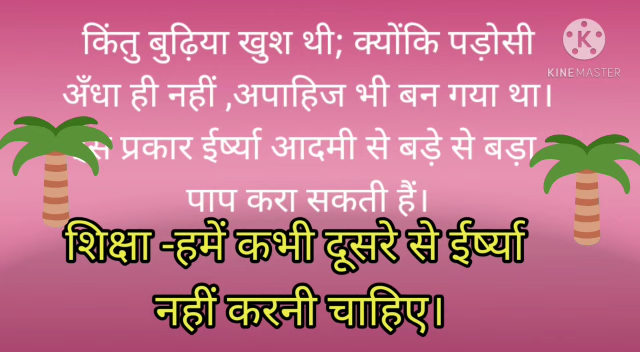 किंतु बुढ़िया खुश थी; क्योंकि पड़ोसी
KINEMASTER
अँधा ही नहीं ,अपाहिज भी बन गया था।
प्रकार ईर्ष्या आदमी से बड़े से बड़ा
पाप करा सकती हैं।
शिक्षा -हमें कभी दूसरे से ईर्ष्या
नहीं करनी चाहिए।